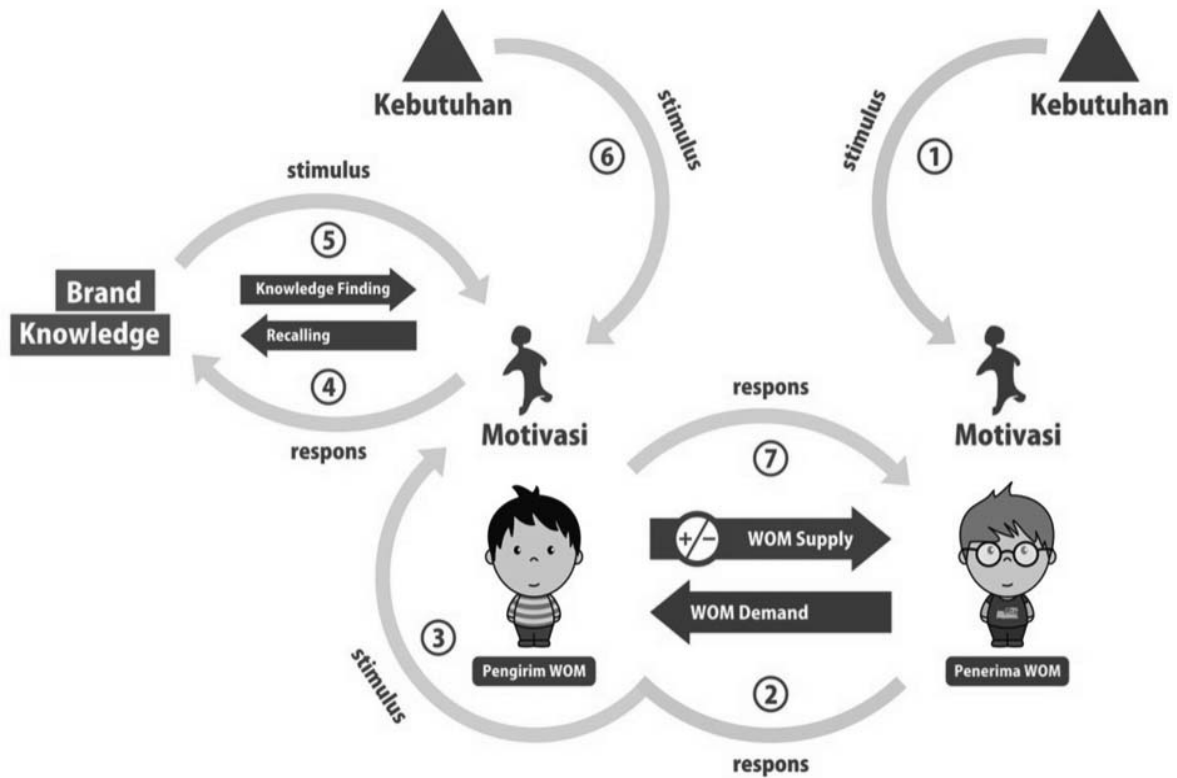 Kebutuhan
Kebutuhan
stimulus
stimulus
6
1
stimulus
5
Knowledge Finding
Brand
Knowledge
Recalling
4
respons
Motivasi
Motivasi
respons
7
+/-
WOM Supply
WOM Demand
3
stimulus
Pengirim WOM
Penerima WOM
2
respons